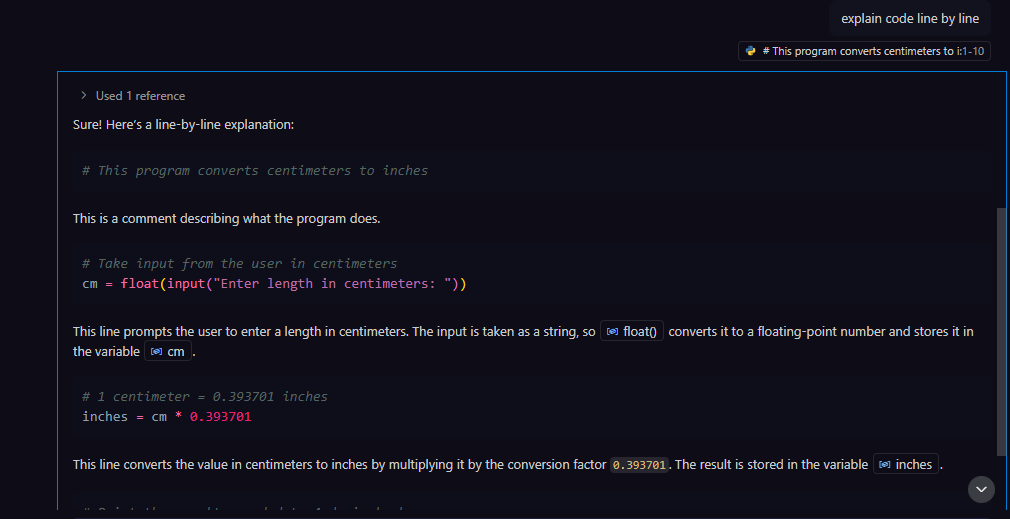 explain code line by line
# This program converts centimeters to i:1-10
Used 1 reference
Sure! Here's a line-by-line explanation:
# This program converts centimeters to inches
This is a comment describing what the program does.
# Take input from the user in centimeters
cm = float(input("Enter length in centimeters: "))
This line prompts the user to enter a length in centimeters. The input is taken as a string, so float() converts it to a floating-point number and stores it in
the variable cm .
# 1 centimeter = 0.393701 inches
inches = cm * 0.393701
This line converts the value in centimeters to inches by multiplying it by the conversion factor 0.393701. The result is stored in the variable inches .